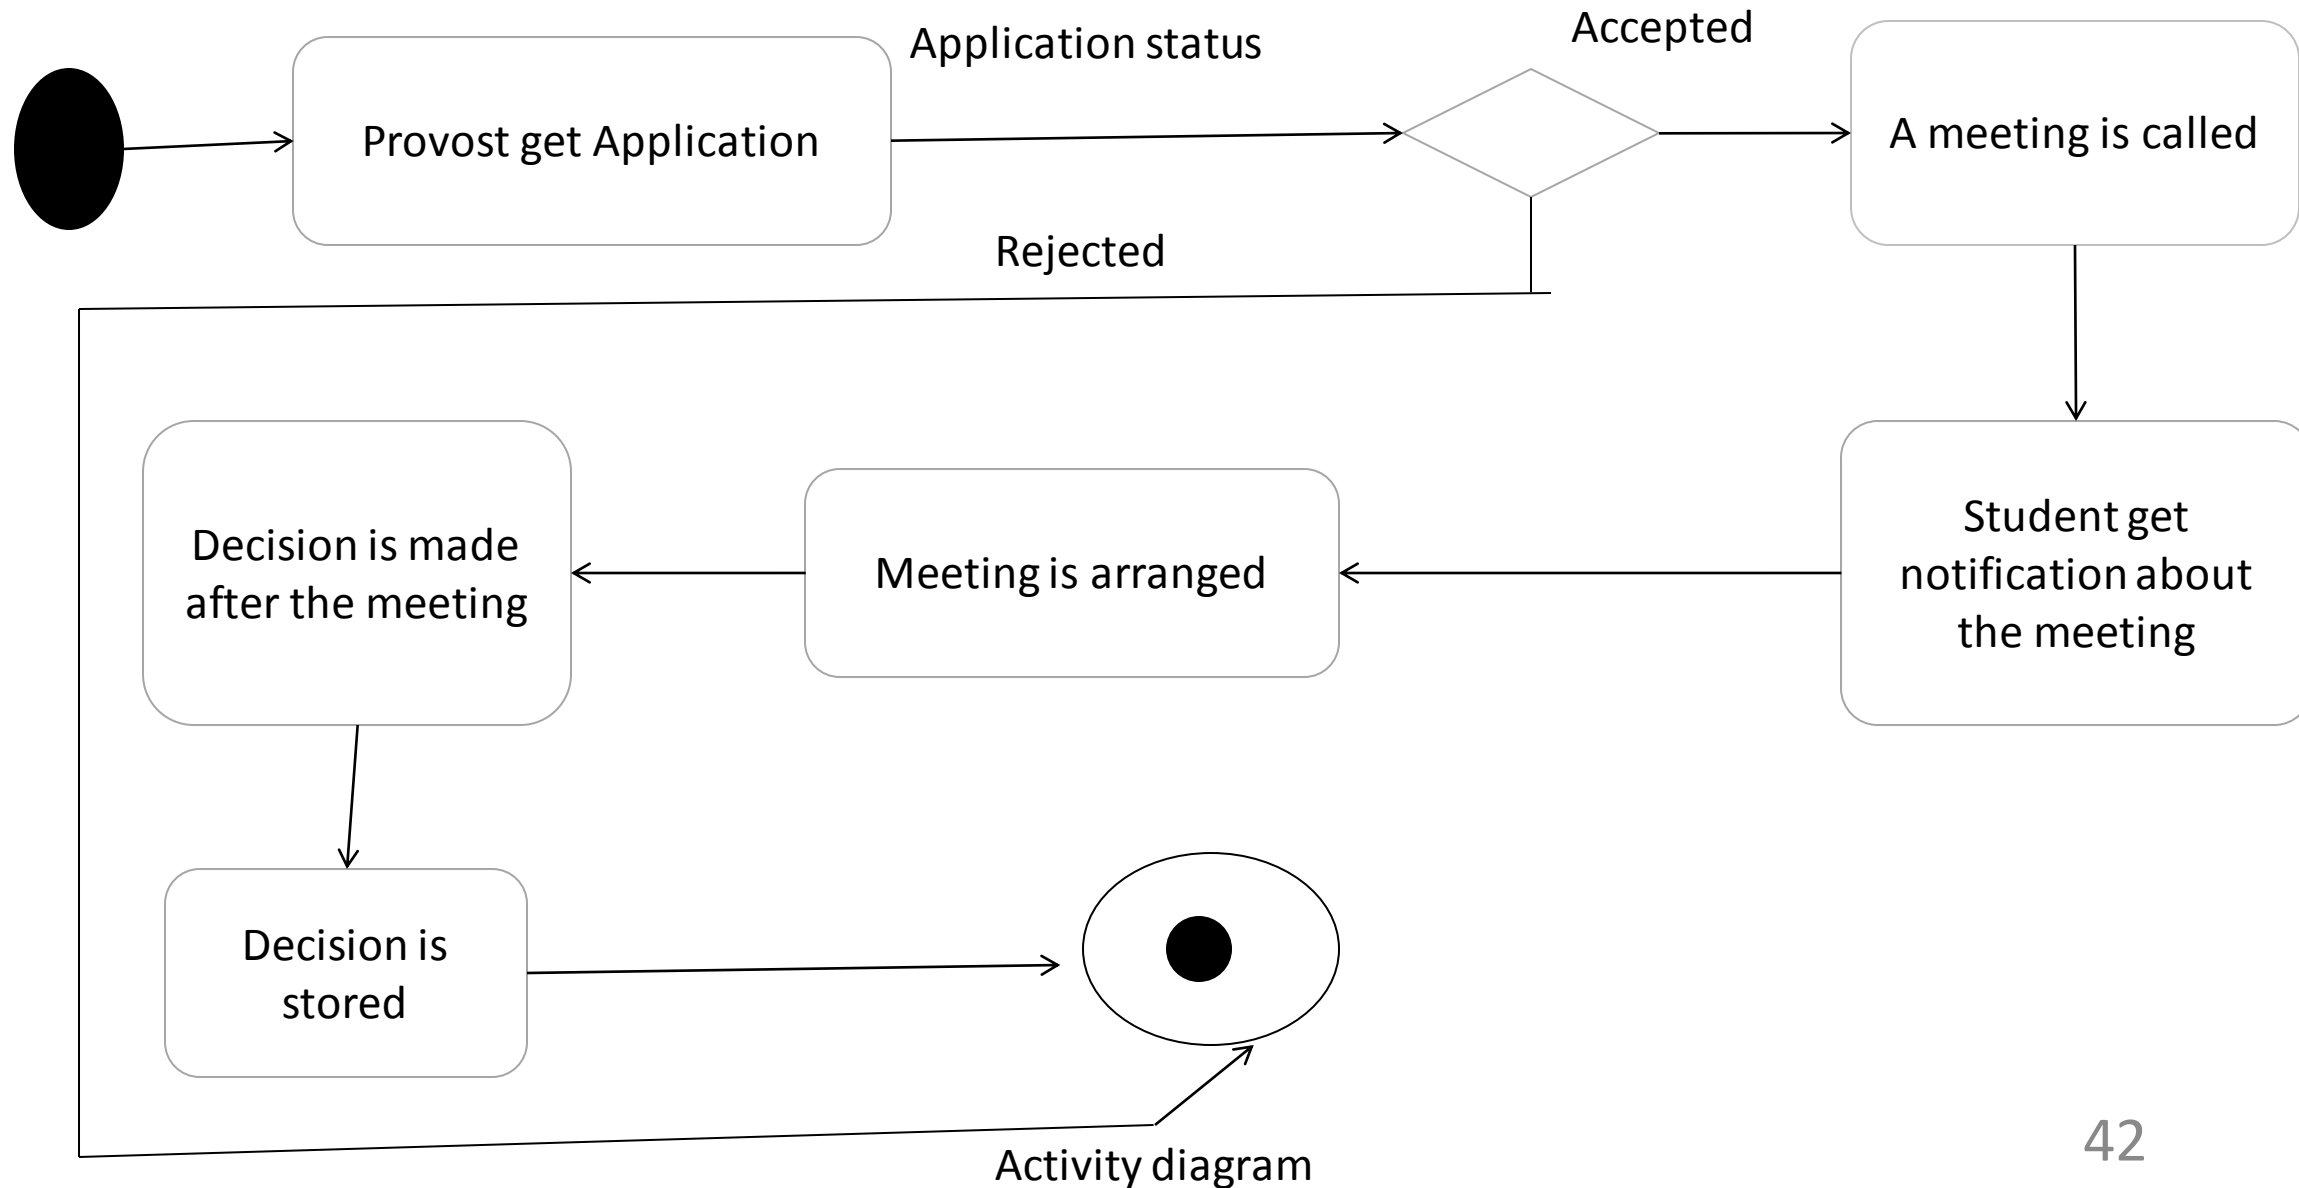 Application status
Accepted
Provost get Application
A meeting is called
Rejected
Decision is made
after the meeting
Meeting is arranged
Student get
notification about
the meeting
Decision is
stored
Activity diagram
42